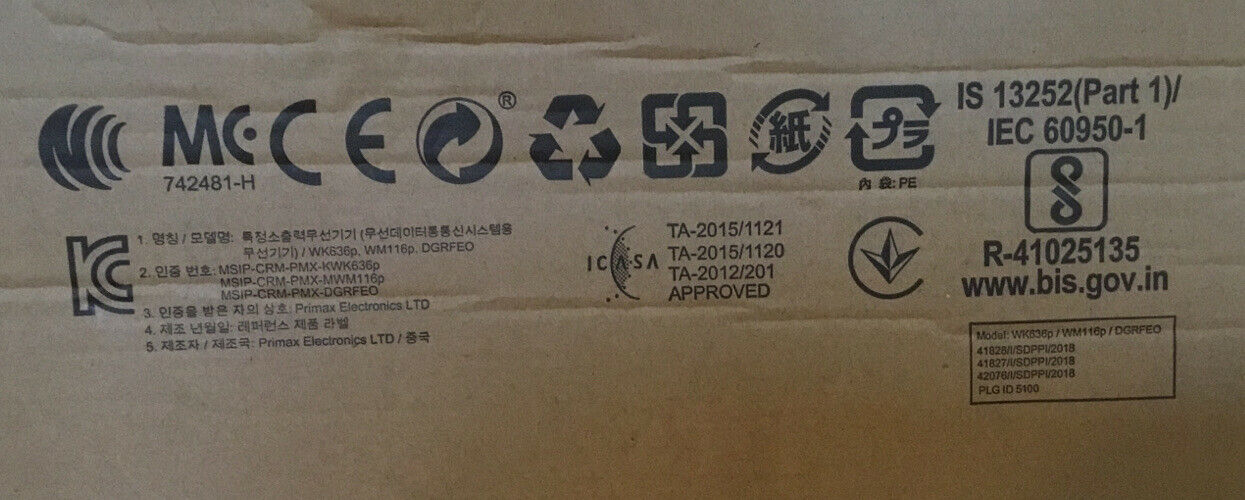 NCC
MC
742481-H
CE
®
紙
プラ
内袋:PE
IS 13252(Part 1)/
IEC 60950-1
R-41025135
www.bis.gov.in
1. 명칭 / 모델명: 특정소출력무선기기 (무선데이터통신시스템용
무선기기) / WK636p, WM116p, DGRFEO
2. 인증 번호: MSIP-CRM-PMX-KWK636p
MSIP-CRM-PMX-MWM116p
MSIP-CRM-PMX-DGRFEO
3. 인증을 받은 자의 상호: Primax Electronics LTD
4. 제조 년월일: 레퍼런스 제품 라벨
5. 제조자 / 제조국: Primax Electronics LTD / 중국
ICASA
TA-2015/1121
TA-2015/1120
TA-2012/201
APPROVED
Model: WK636p / WM116p / DGRFEO
41828/I/SDPPI/2018
41827/I/SDPPI/2018
42076/I/SDPPI/2018
PLG ID 5100